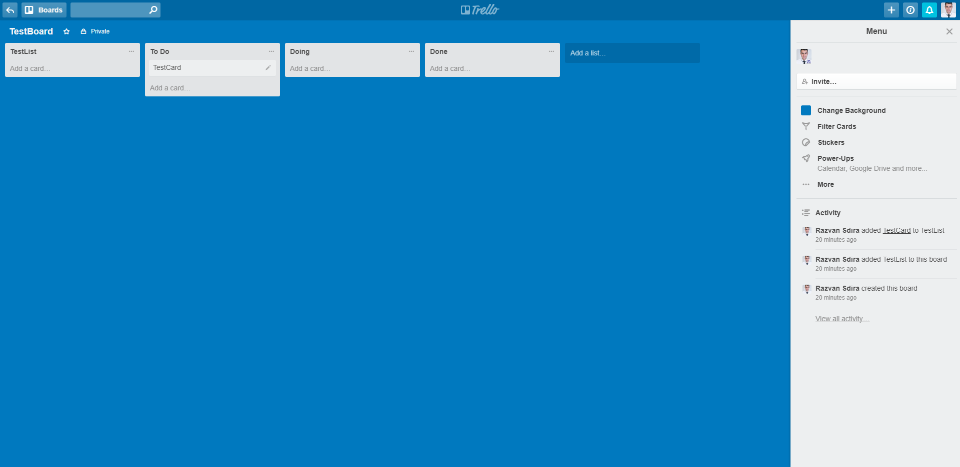 Boards
Trello
TestBoard
Private
TestList
Add a card...
To Do
TestCard
Add a card...
Doing
Add a card...
Done
Add a card...
Add a list...
Menu
Invite...
Change Background
Filter Cards
Stickers
Power-Ups
Calendar, Google Drive and more...
More
Activity
Razvan Sdira added TestCard to TestList
20 minutes ago
Razvan Sdira added TestList to this board
20 minutes ago
Razvan Sdira created this board
20 minutes ago
View all activity...